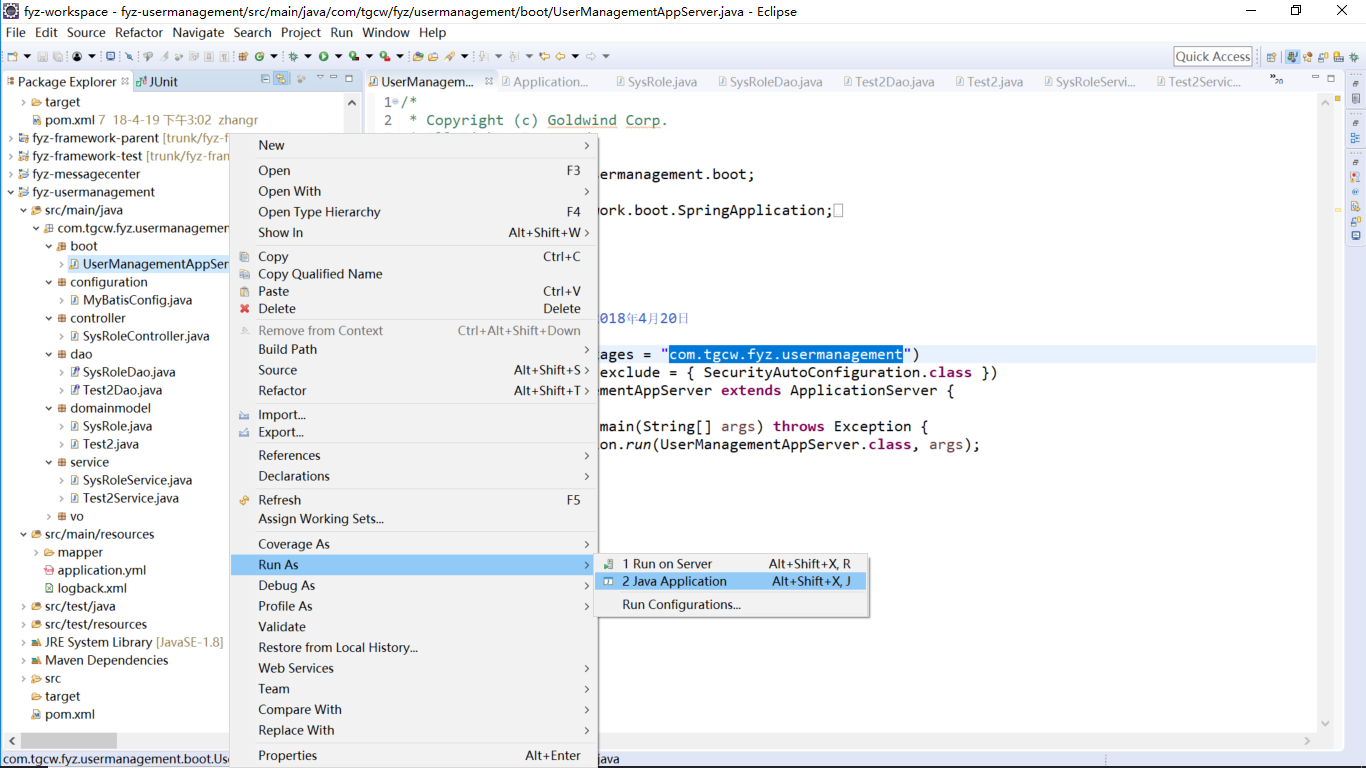 fyz-workspace - fyz-usermanagement/src/main/java/com/tgcw/fyz/usermanagement/boot/UserManagementAppServer.java - Eclipse
File Edit Source Refactor Navigate Search Project Run Window Help
Quick Access
Package Explorer JUnit
UserManagem... Application... SysRole.java SysRoleDao.java Test2Dao.java Test2.java SysRoleServi... Test2Servic... »20
target
pom.xml 7 18-4-19 下午3:02 zhangr
fyz-framework-parent [trunk/fyz-f
fyz-framework-test [trunk/fyz-fran
fyz-messagecenter
fyz-usermanagement
src/main/java
com.tgcw.fyz.usermanagemen
boot
UserManagementAppSer
configuration
MyBatisConfig.java
controller
SysRoleController.java
dao
SysRoleDao.java
Test2Dao.java
domainmodel
SysRole.java
Test2.java
service
SysRoleService.java
Test2Service.java
vo
src/main/resources
mapper
application.yml
logback.xml
src/test/java
src/test/resources
JRE System Library [JavaSE-1.8]
Maven Dependencies
src
target
pom.xml
1 /*
2 * Copyright (c) Goldwind Corp.
ermanagement.boot;
ork.boot.SpringApplication;
2018年4月20日
ages = "com.tgcw.fyz.usermanagement")
exclude = { SecurityAutoConfiguration.class })
mentAppServer extends ApplicationServer {
main(String[] args) throws Exception {
on.run(UserManagementAppServer.class, args);
New
Open F3
Open With
Open Type Hierarchy F4
Show In Alt+Shift+W
Copy Ctrl+C
Copy Qualified Name
Paste Ctrl+V
Delete Delete
Remove from Context Ctrl+Alt+Shift+Down
Build Path
Source Alt+Shift+S
Refactor Alt+Shift+T
Import...
Export...
References
Declarations
Refresh F5
Assign Working Sets...
Coverage As
Run As
Debug As
Profile As
Validate
Restore from Local History...
Web Services
Team
Compare With
Replace With
Properties Alt+Enter
1 Run on Server Alt+Shift+X, R
2 Java Application Alt+Shift+X, J
Run Configurations...
com.tgcw.fyz.usermanagement.boot.Us
java